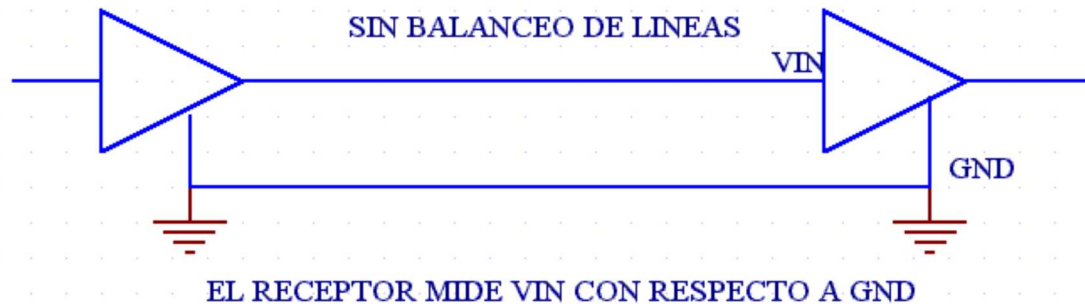 SIN BALANCEO DE LINEAS
VIN
GND
EL RECEPTOR MIDE VIN CON RESPECTO A GND